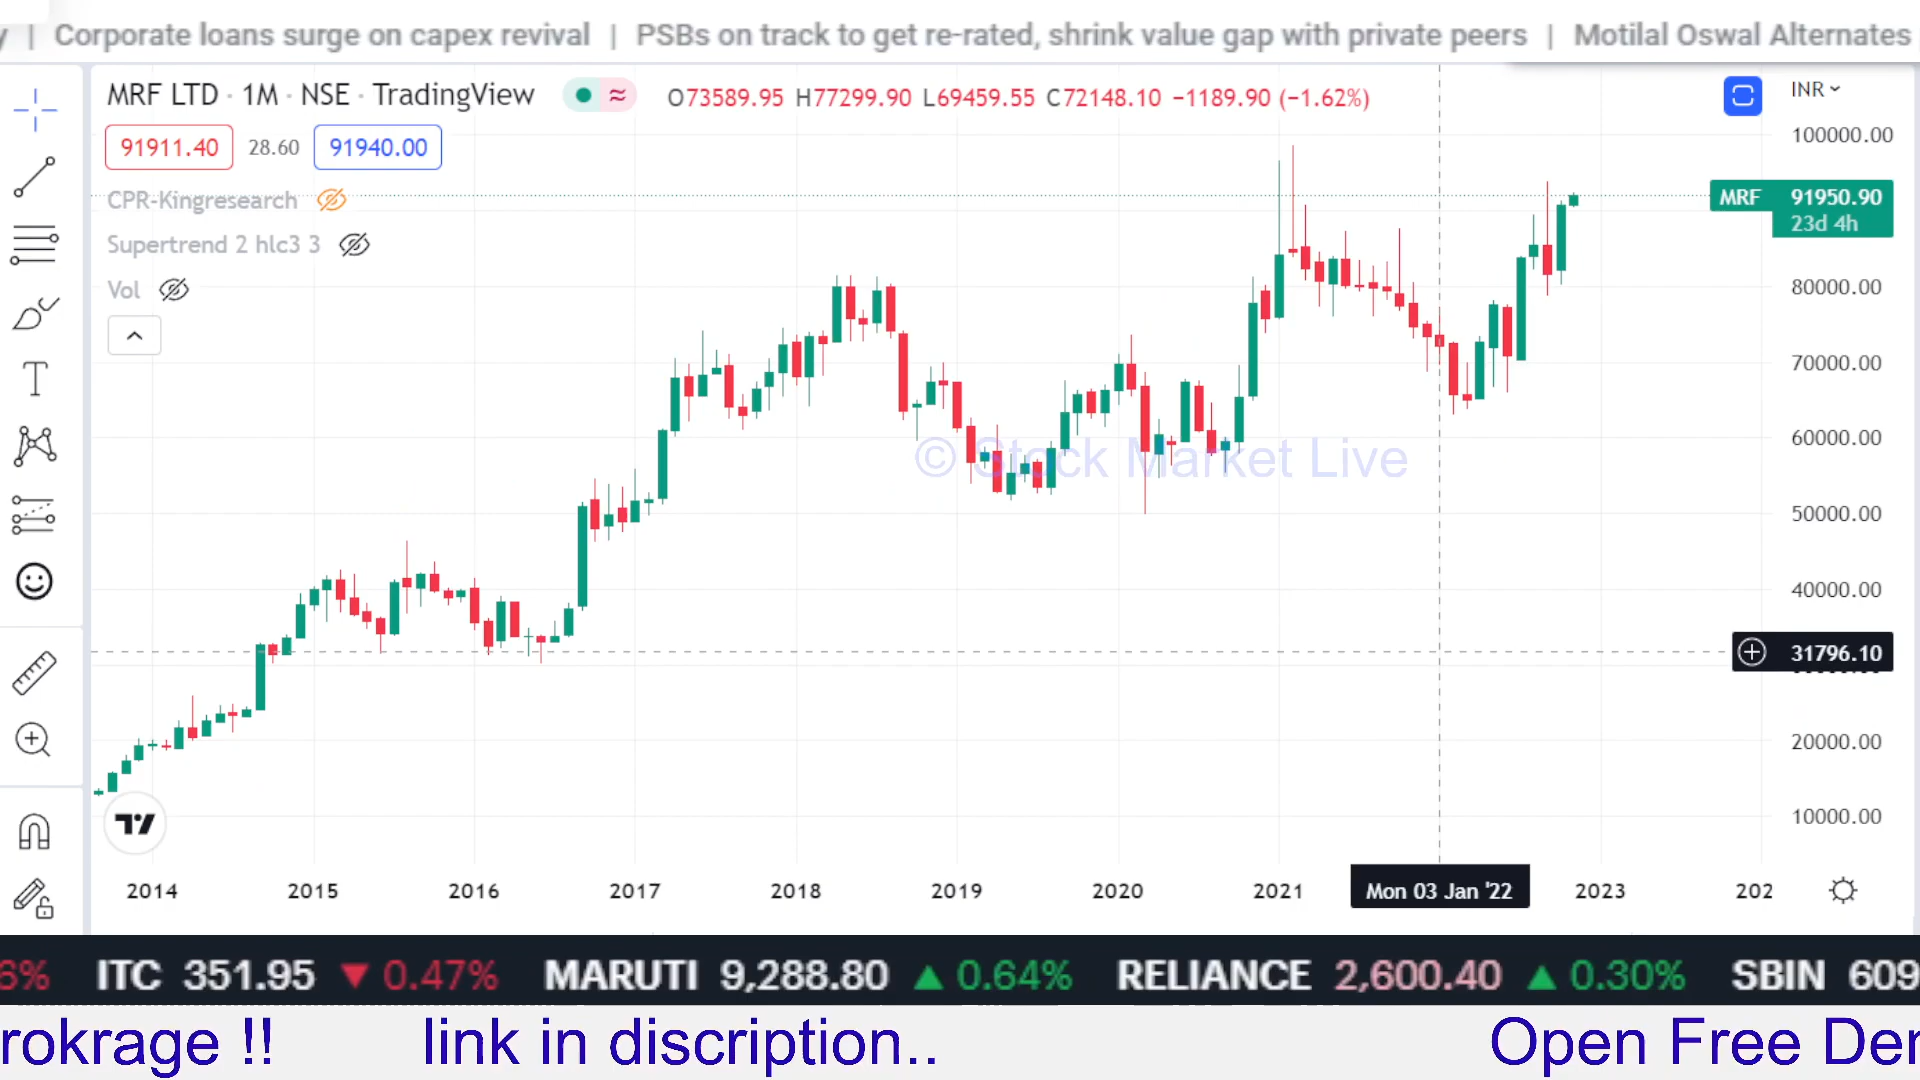 | Corporate loans surge on capex revival | PSBs on track to get re-rated, shrink value gap with private peers | Motilal Oswal Alternates
MRF LTD · 1M · NSE · TradingView ≈ O73589.95 H77299.90 L69459.55 C72148.10 −1189.90 (−1.62%)
INR
91911.40 28.60 91940.00
100000.00
CPR-Kingresearch
MRF 91950.90
23d 4h
Supertrend 2 hlc3 3
Vol
80000.00
70000.00
60000.00
© Stock Market Live
50000.00
40000.00
31796.10
20000.00
10000.00
2014 2015 2016 2017 2018 2019 2020 2021 Mon 03 Jan '22 2023 202
6% ITC 351.95 ▼ 0.47% MARUTI 9,288.80 ▲ 0.64% RELIANCE 2,600.40 ▲ 0.30% SBIN 609
rokrage !! link in discription.. Open Free Der